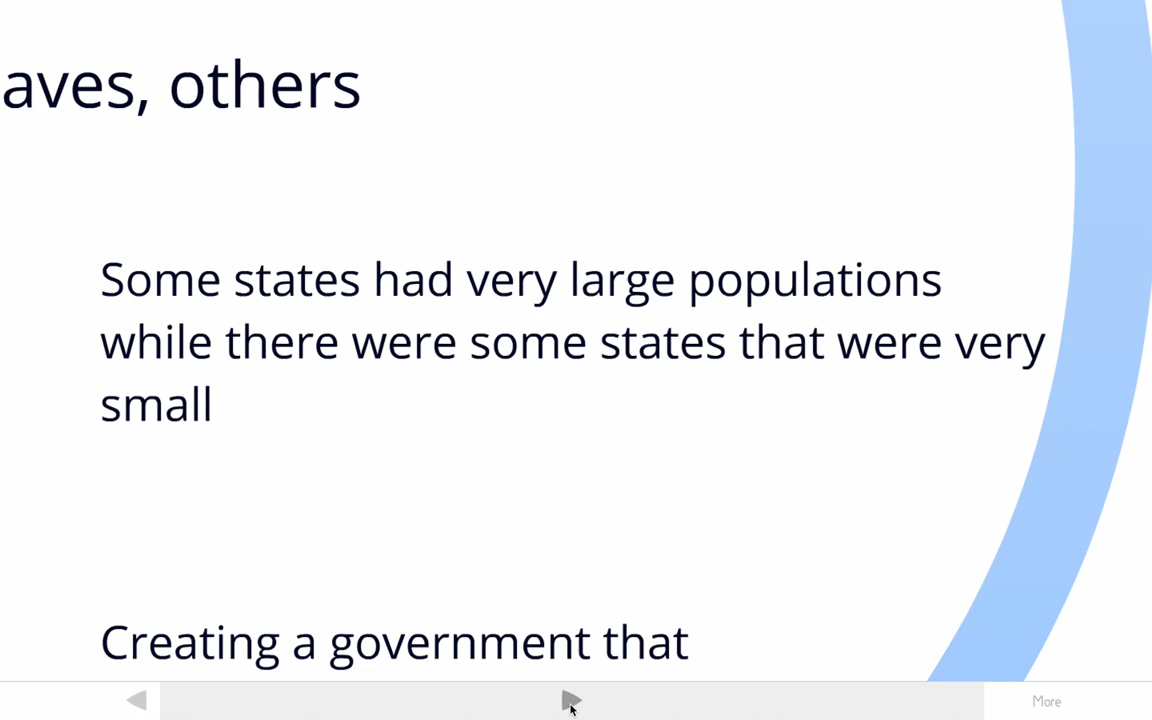 aves, others
Some states had very large populations
while there were some states that were very
small
Creating a government that
More